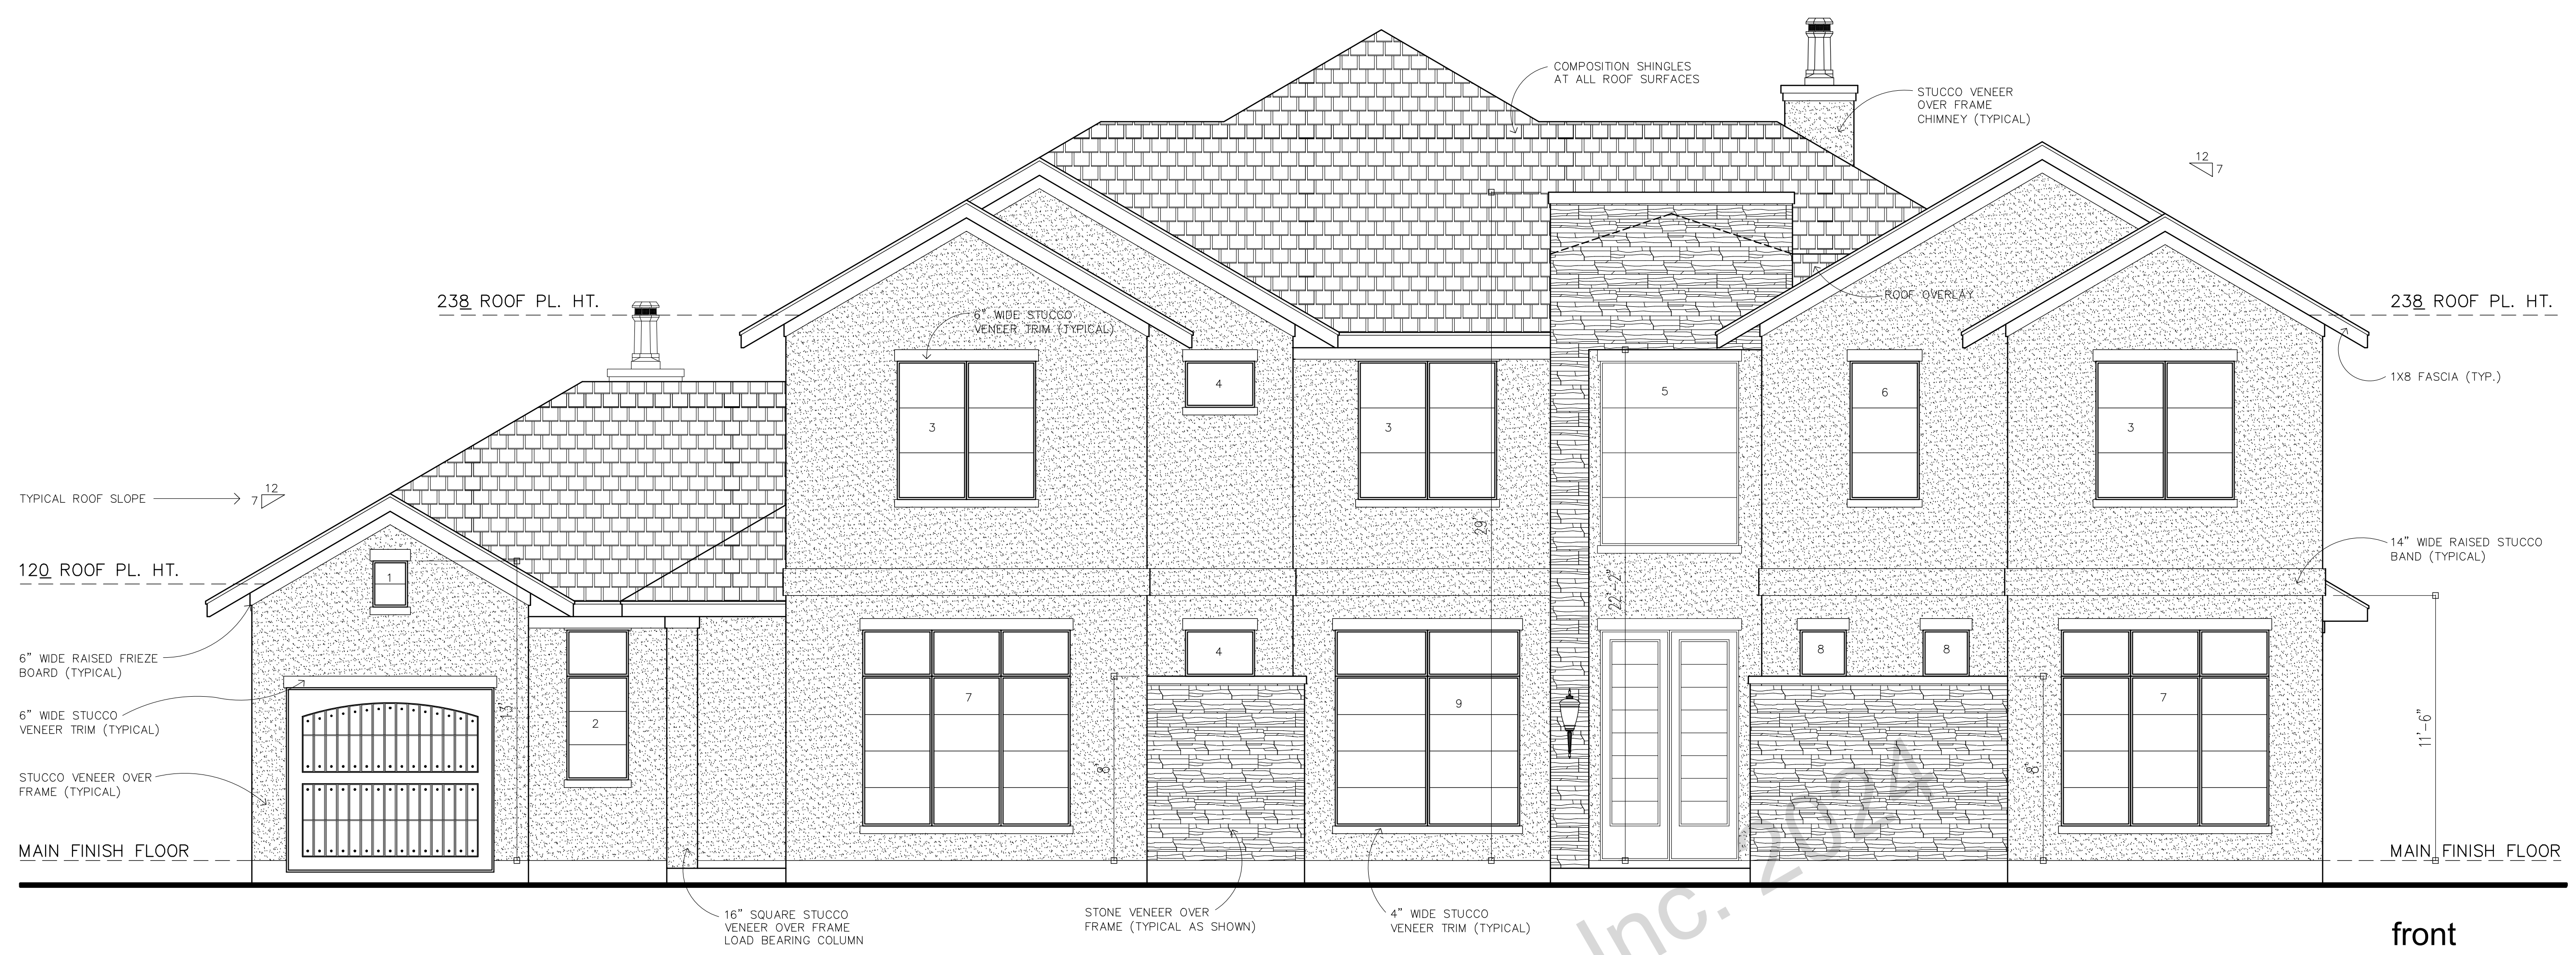 COMPOSITION SHINGLES
AT ALL ROOF SURFACES
STUCCO VENEER
OVER FRAME
CHIMNEY (TYPICAL)
12
7
238 ROOF PL. HT.
238 ROOF PL. HT.
ROOF OVERLAY
6" WIDE STUCCO
VENEER TRIM (TYPICAL)
1X8 FASCIA (TYP.)
4
5
6
3
3
3
TYPICAL ROOF SLOPE
12
7
29'
14" WIDE RAISED STUCCO
BAND (TYPICAL)
120 ROOF PL. HT.
1
22'-2"
6" WIDE RAISED FRIEZE
BOARD (TYPICAL)
4
8
8
6" WIDE STUCCO
VENEER TRIM (TYPICAL)
13'
2
7
9
7
11'-6"
8'
8'
STUCCO VENEER OVER
FRAME (TYPICAL)
MAIN FINISH FLOOR
MAIN FINISH FLOOR
16" SQUARE STUCCO
VENEER OVER FRAME
LOAD BEARING COLUMN
STONE VENEER OVER
FRAME (TYPICAL AS SHOWN)
4" WIDE STUCCO
VENEER TRIM (TYPICAL)
Inc. 2024
front